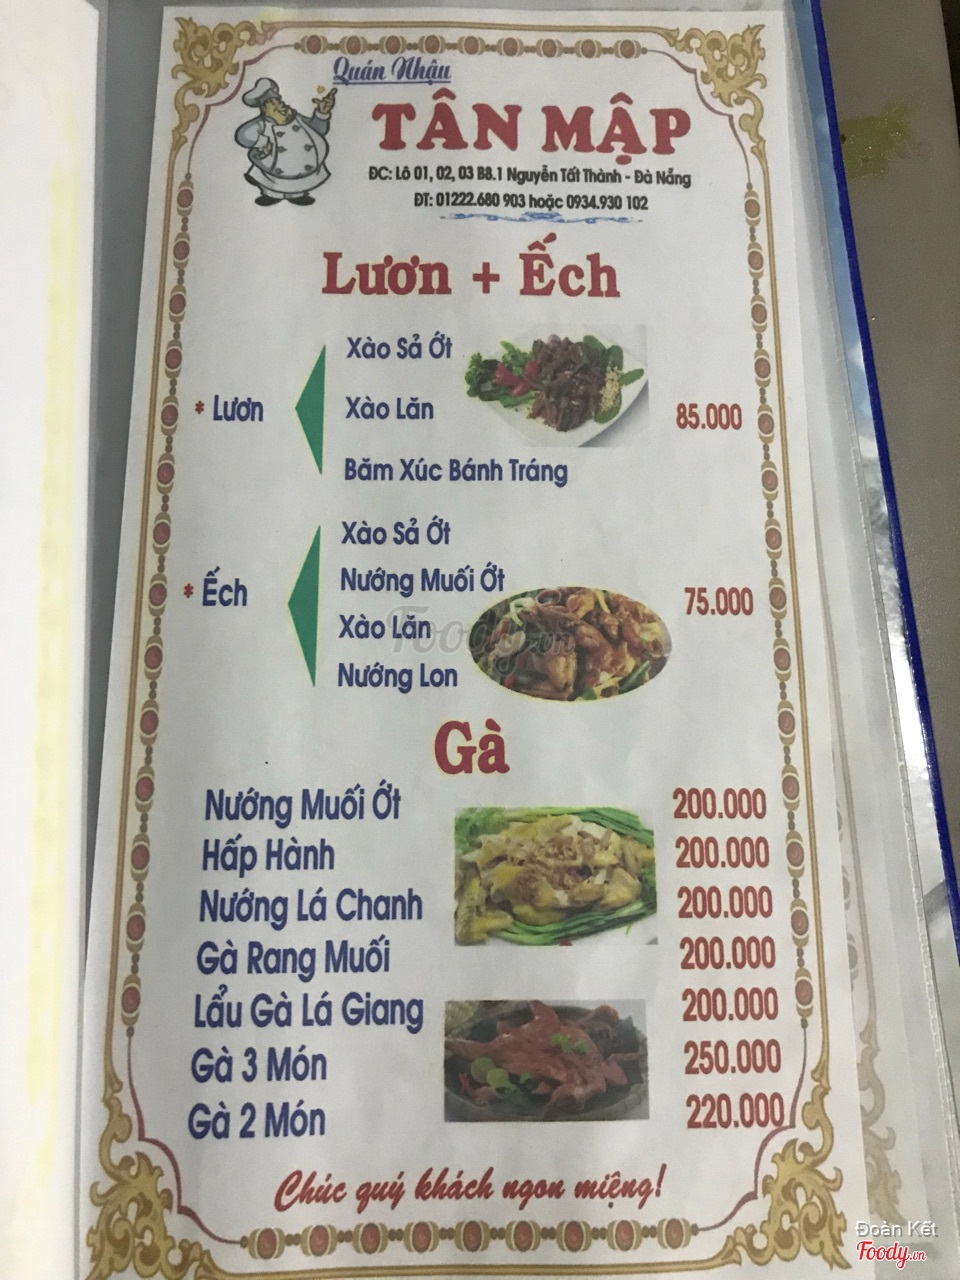 Quán Nhậu
TÂN MẬP
ĐC: Lô 01, 02, 03 B8.1 Nguyễn Tất Thành - Đà Nẵng
ĐT: 01222.680 903 hoặc 0934.930 102
Lươn + Ếch
Xào Sả Ớt
* Lươn Xào Lăn 85.000
Băm Xúc Bánh Tráng
Xào Sả Ớt
Nướng Muối Ớt
* Ếch 75.000
Xào Lăn
Nướng Lon
Foody.vn
Gà
Nướng Muối Ớt 200.000
Hấp Hành 200.000
Nướng Lá Chanh 200.000
Gà Rang Muối 200.000
Lẩu Gà Lá Giang 200.000
Gà 3 Món 250.000
Gà 2 Món 220.000
Chúc quý khách ngon miệng!
Đoàn Kết
Foody.vn